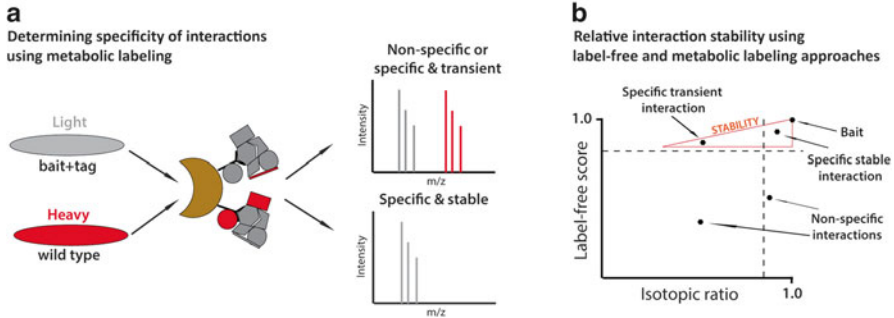 a
Determining specificity of interactions
using metabolic labeling
Light
bait+tag
Heavy
wild type
Non-specific or
specific & transient
Intensity
m/z
Specific & stable
Intensity
m/z
b
Relative interaction stability using
label-free and metabolic labeling approaches
Specific transient
interaction
1.0
STABILITY
Bait
Specific stable
interaction
Non-specific
interactions
Label-free score
Isotopic ratio
1.0